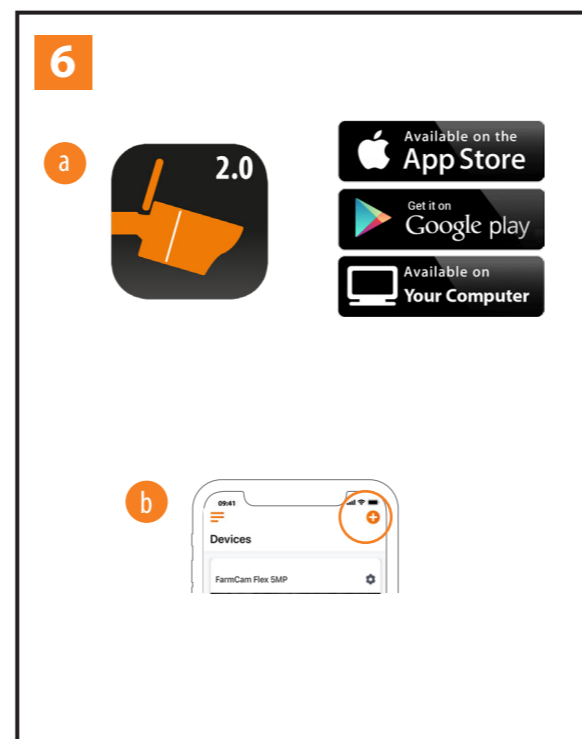 6
a
2.0
Available on the
App Store
Get it on
Google play
Available on
Your Computer
b
09:41
Devices
FarmCam Flex 5MP